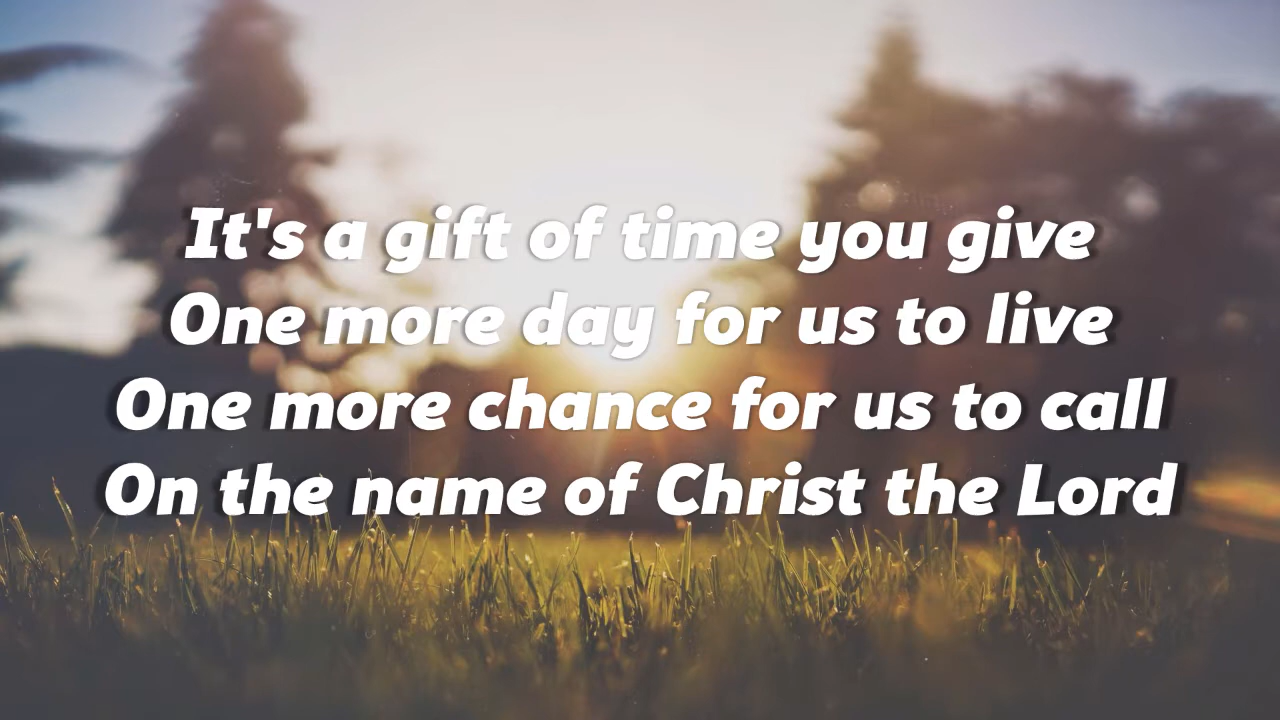 It's a gift of time you give
One more day for us to live
One more chance for us to call
On the name of Christ the Lord